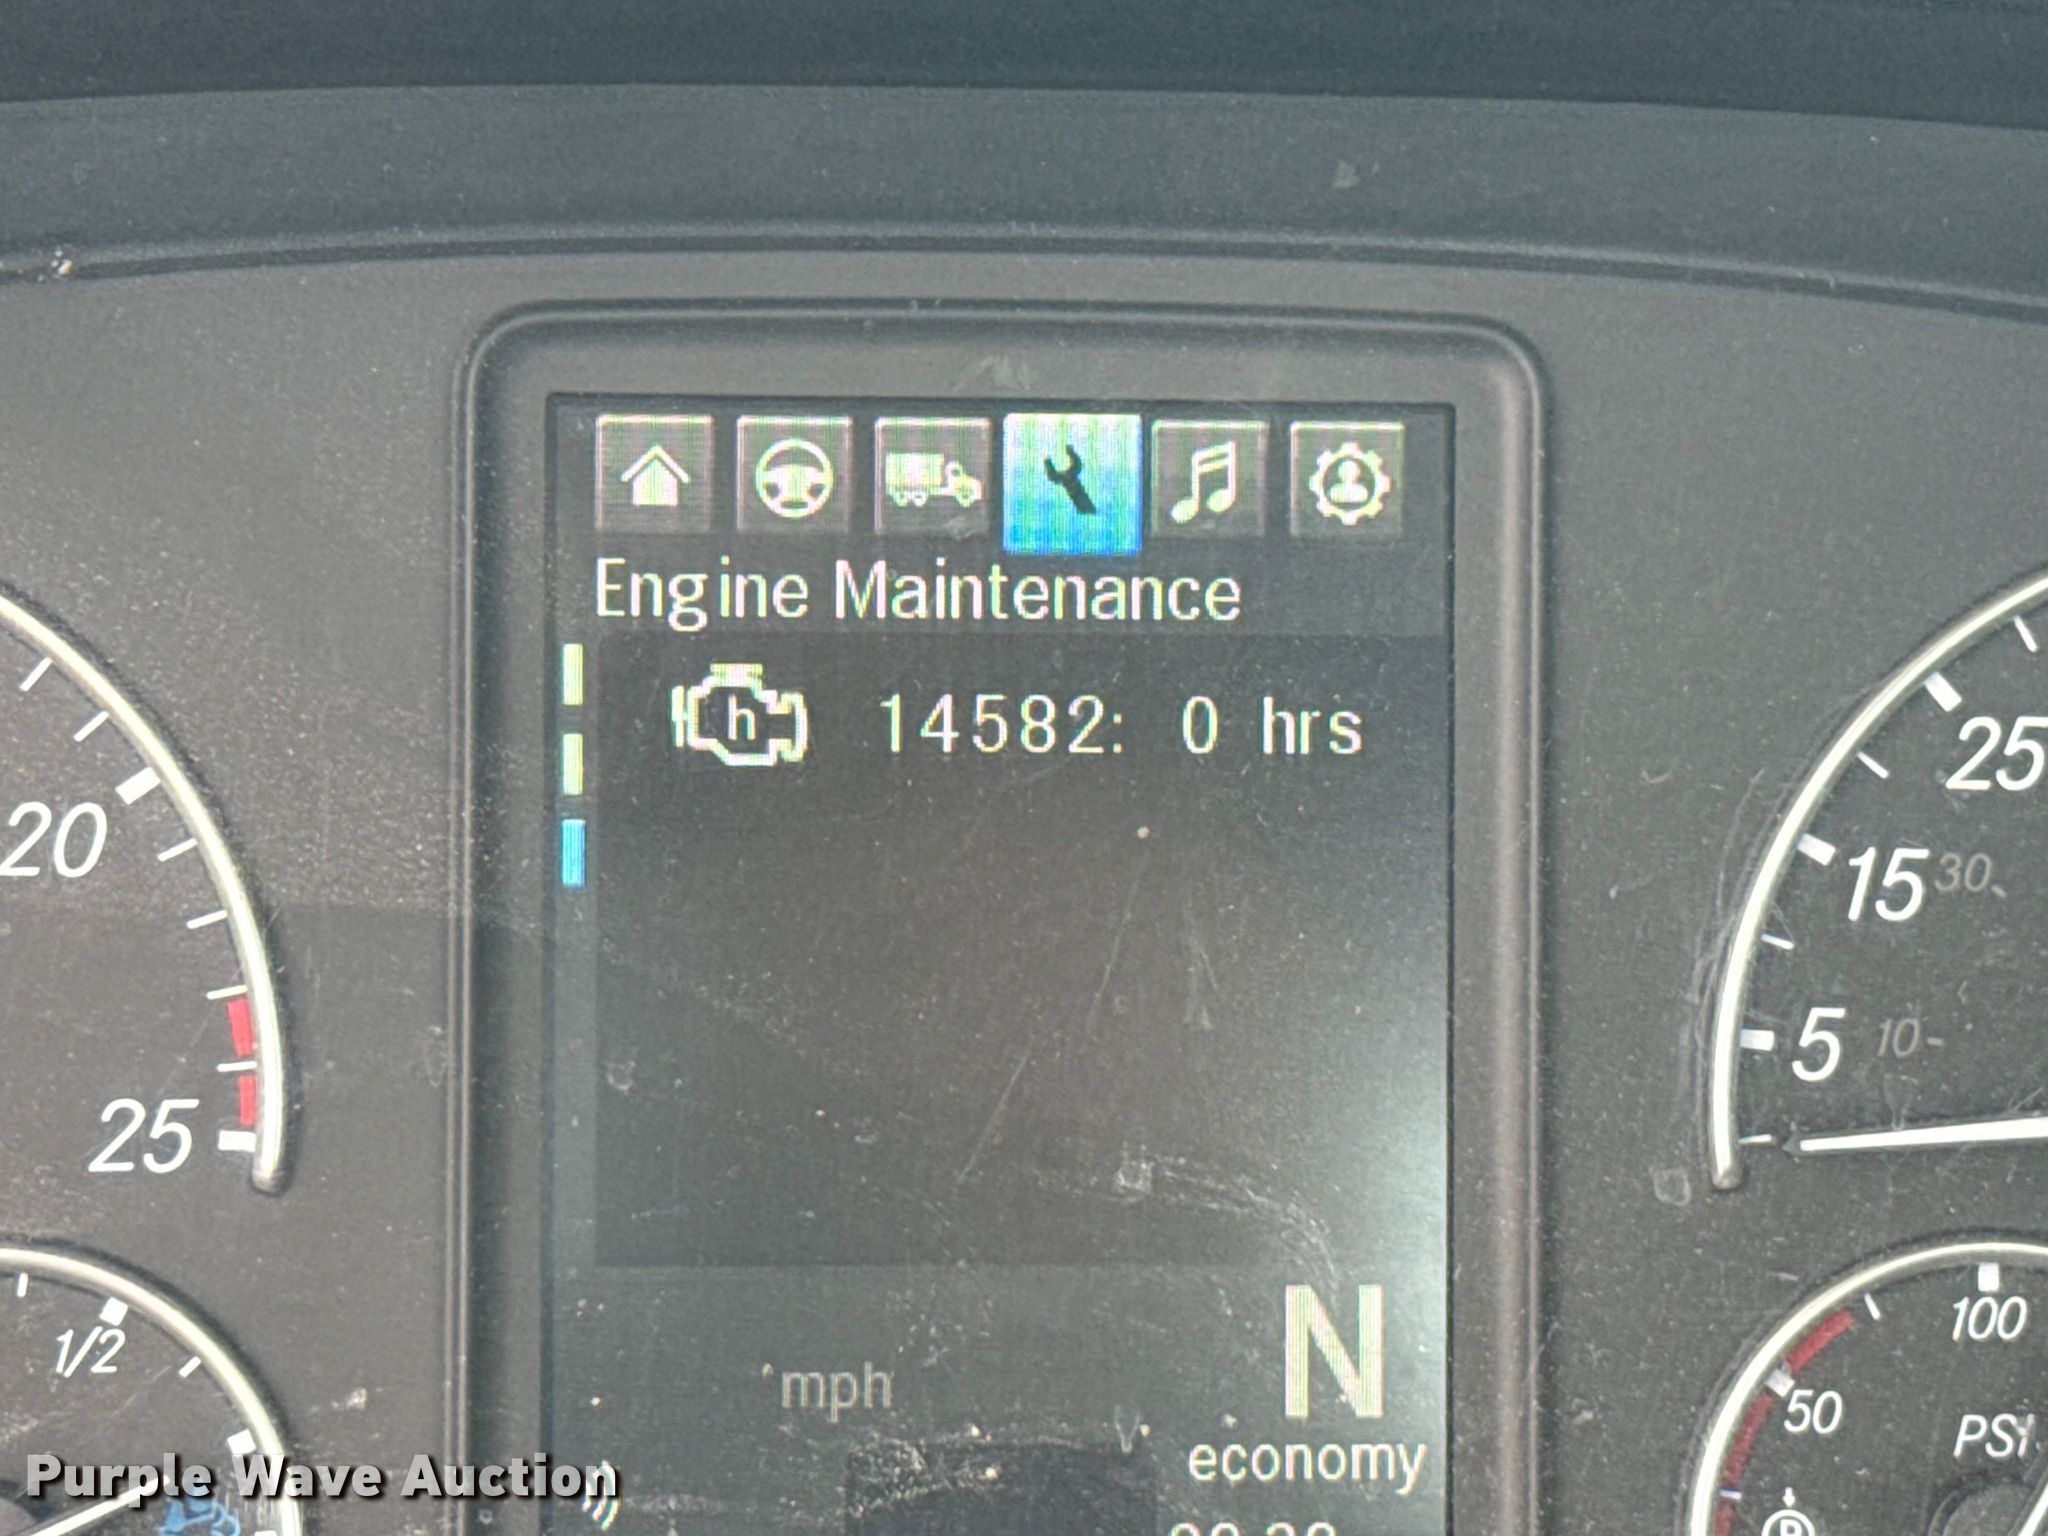 Engine Maintenance
h 14582: 0 hrs
20
25
1/2
25
15 30
5 10
mph
N
economy
100
50
PSI
P
Purple Wave Auction